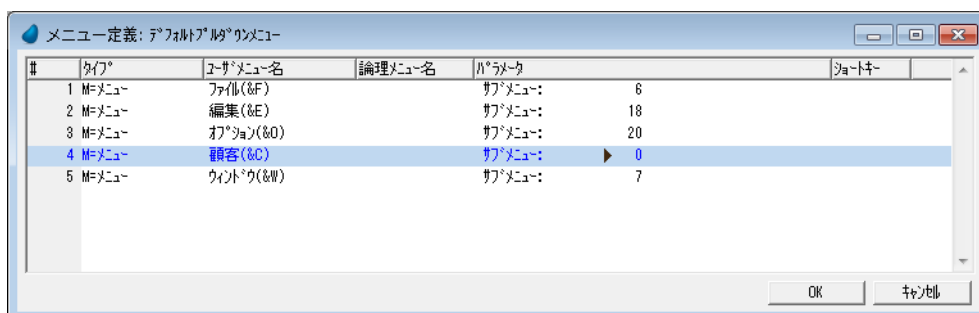 メニュー定義: ﾃﾞﾌｫﾙﾄﾌﾟﾙﾀﾞｳﾝﾒﾆｭｰ
# ﾀｲﾌﾟ ﾕｰｻﾞﾒﾆｭｰ名 論理ﾒﾆｭｰ名 ﾊﾟﾗﾒｰﾀ ｼｮｰﾄｷｰ
1 M=ﾒﾆｭｰ ﾌｧｲﾙ(&F) ｻﾌﾞﾒﾆｭｰ: 6
2 M=ﾒﾆｭｰ 編集(&E) ｻﾌﾞﾒﾆｭｰ: 18
3 M=ﾒﾆｭｰ ｵﾌﾟｼｮﾝ(&O) ｻﾌﾞﾒﾆｭｰ: 20
4 M=ﾒﾆｭｰ 顧客(&C) ｻﾌﾞﾒﾆｭｰ: 0
5 M=ﾒﾆｭｰ ｳｨﾝﾄﾞｳ(&W) ｻﾌﾞﾒﾆｭｰ: 7
OK ｷｬﾝｾﾙ